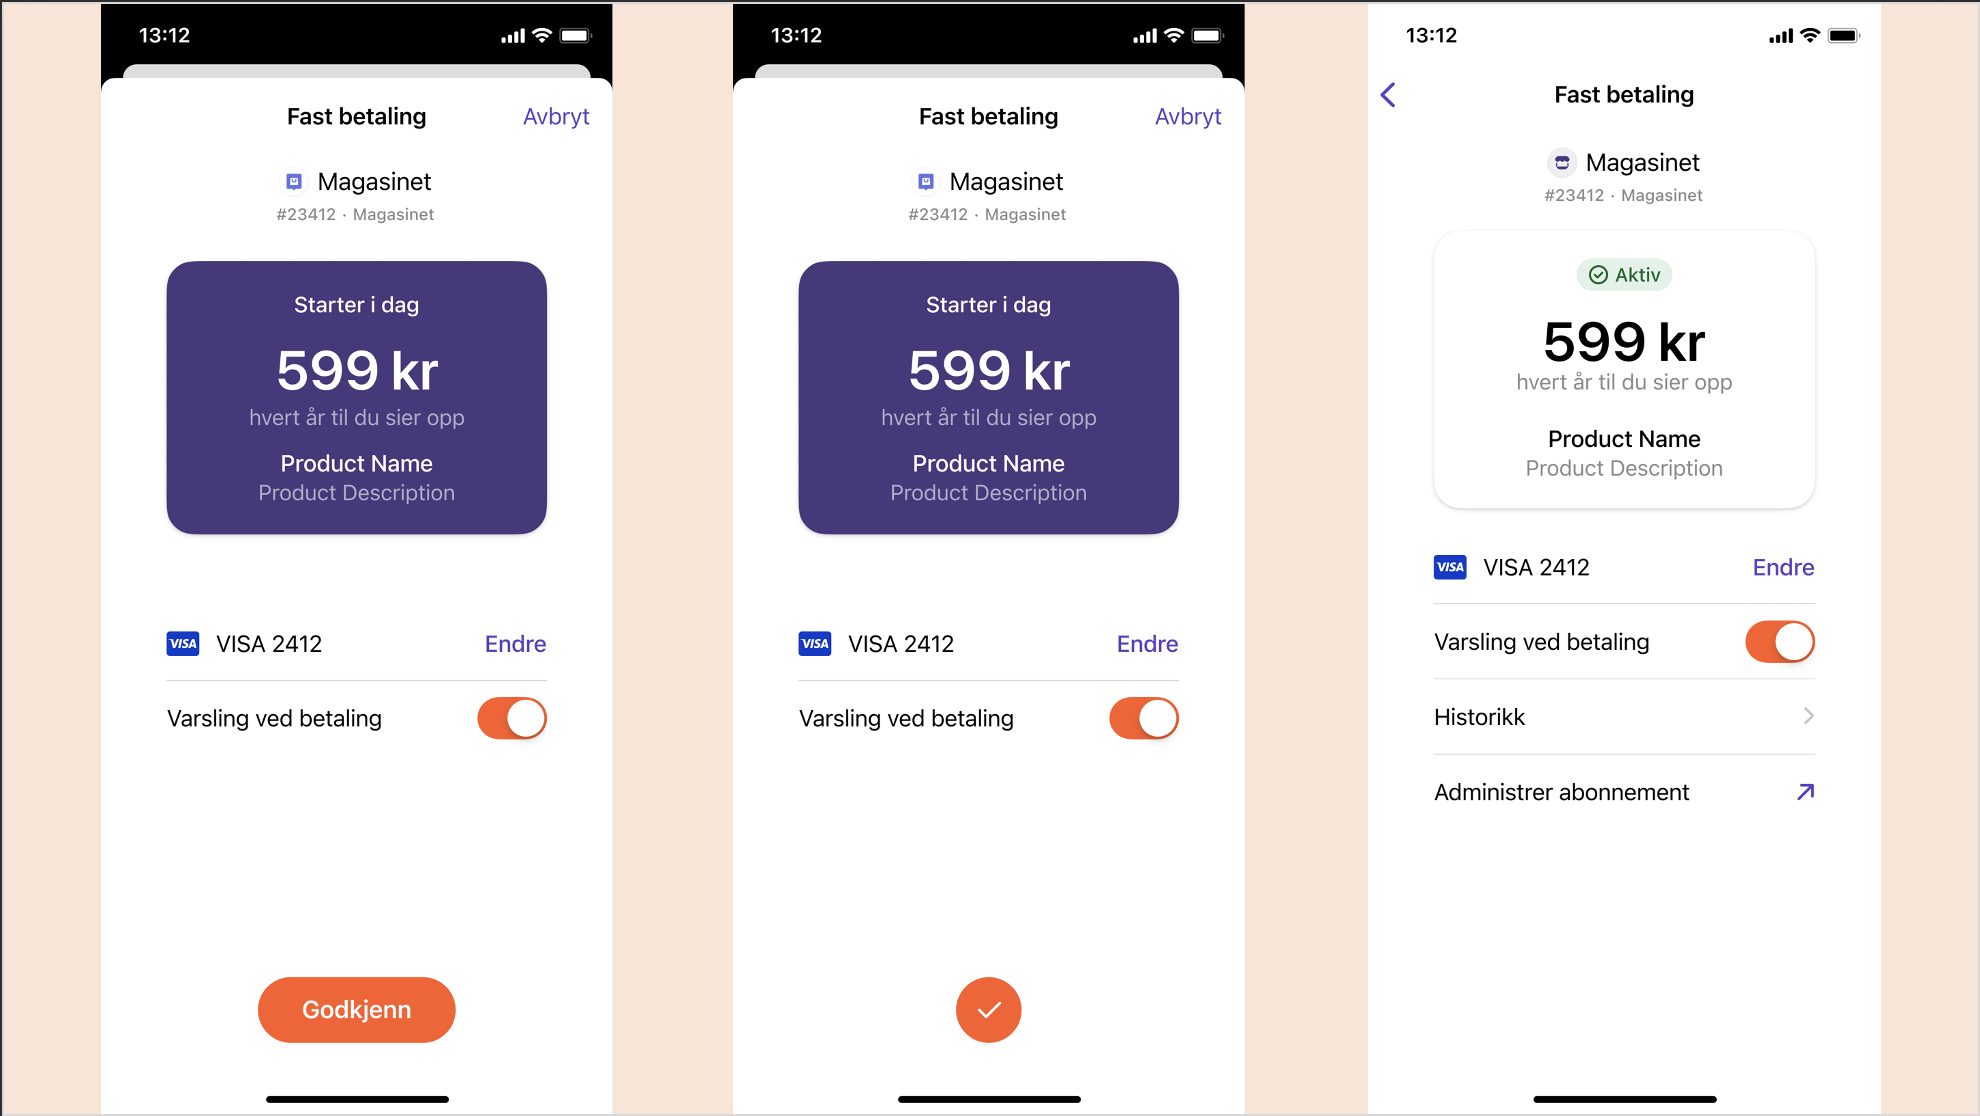 13:12
Fast betaling
Avbryt
Magasinet
#23412 · Magasinet
Starter i dag
599 kr
hvert år til du sier opp
Product Name
Product Description
VISA VISA 2412 Endre
Varsling ved betaling
Godkjenn
13:12
Fast betaling
Avbryt
Magasinet
#23412 · Magasinet
Starter i dag
599 kr
hvert år til du sier opp
Product Name
Product Description
VISA VISA 2412 Endre
Varsling ved betaling
13:12
Fast betaling
Magasinet
#23412 · Magasinet
Aktiv
599 kr
hvert år til du sier opp
Product Name
Product Description
VISA VISA 2412 Endre
Varsling ved betaling
Historikk
Administrer abonnement